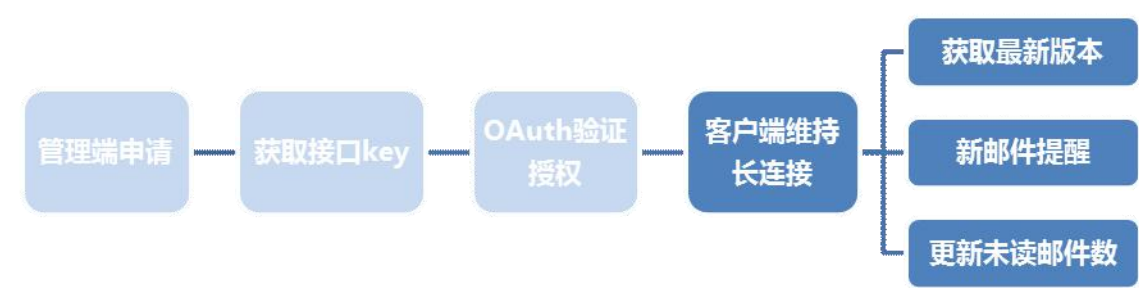 管理端申请
获取接口key
OAuth验证
授权
客户端维持
长连接
获取最新版本
新邮件提醒
更新未读邮件数